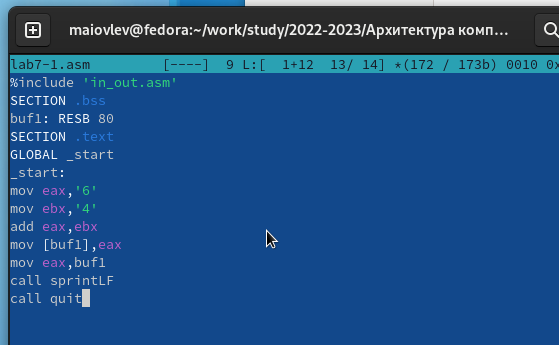 maiovlev@fedora:~/work/study/2022-2023/Архитектура комп...
lab7-1.asm [----] 9 L:[ 1+12 13/ 14] *(172 / 173b) 0010 0x
%include 'in_out.asm'
SECTION .bss
buf1: RESB 80
SECTION .text
GLOBAL _start
_start:
mov eax,'6'
mov ebx,'4'
add eax,ebx
mov [buf1],eax
mov eax,buf1
call sprintLF
call quit